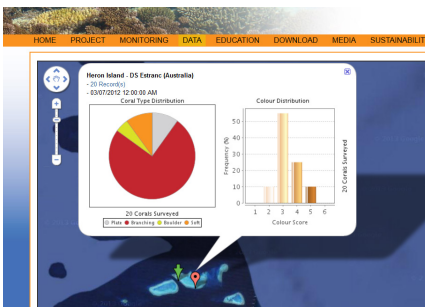 HOME PROJECT MONITORING DATA EDUCATION DOWNLOAD MEDIA SUSTAINABILIT
Heron Island - DS Estranc (Australia)
- 20 Record(s)
- 03/07/2012 12:00:00 AM
Coral Type Distribution
20 Corals Surveyed
Plate Branching Boulder Soft
Colour Distribution
Frequency (%)
50
40
30
20
10
0
1 2 3 4 5 6
Colour Score
20 Corals Surveyed